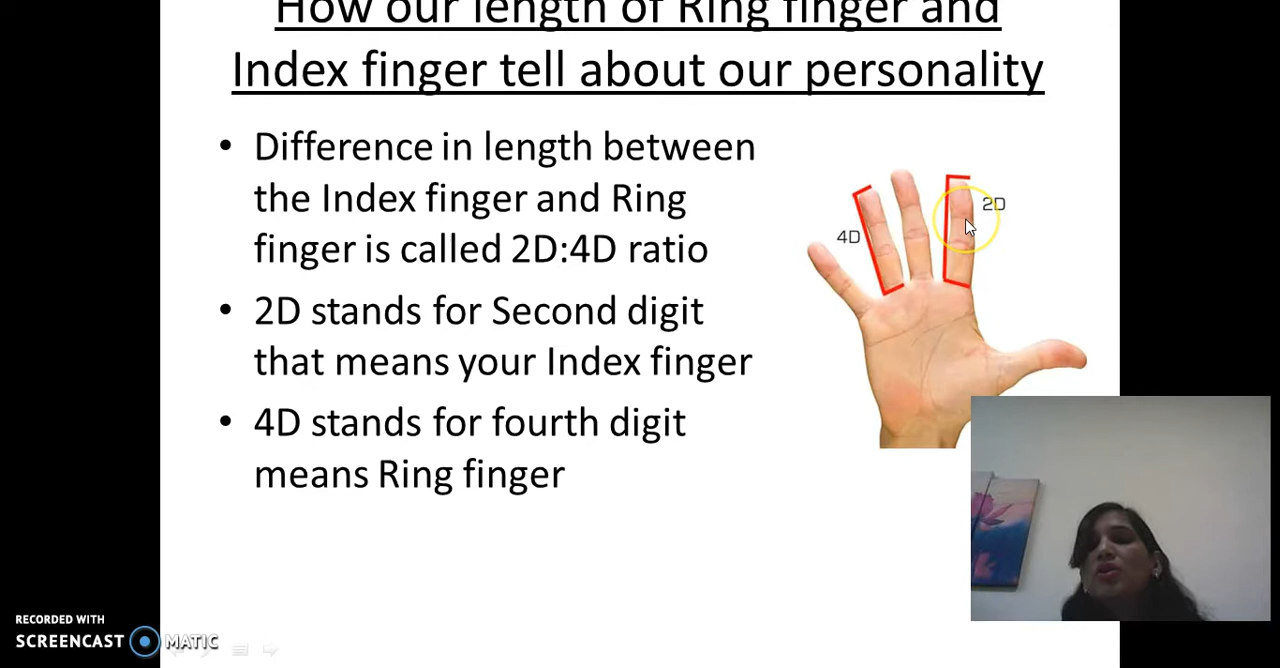 How our length of Ring finger and
Index finger tell about our personality
• Difference in length between
the Index finger and Ring
finger is called 2D:4D ratio
• 2D stands for Second digit
that means your Index finger
• 4D stands for fourth digit
means Ring finger
2D
4D
RECORDED WITH
SCREENCAST MATIC